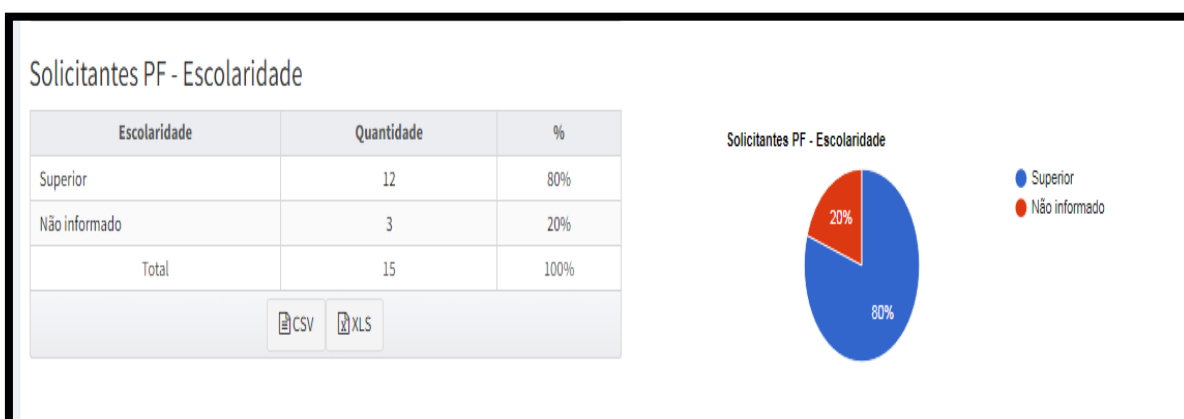 Solicitantes PF - Escolaridade
Escolaridade Quantidade %
Superior 12 80%
Não informado 3 20%
Total 15 100%
CSV XLS
Solicitantes PF - Escolaridade
Superior
Não informado
20%
80%